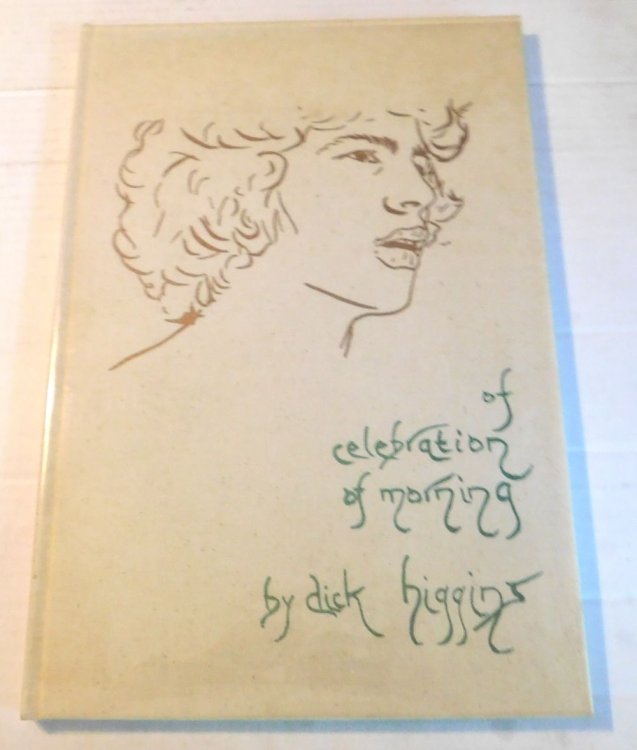 of
celebration
of morning
by dick higgins